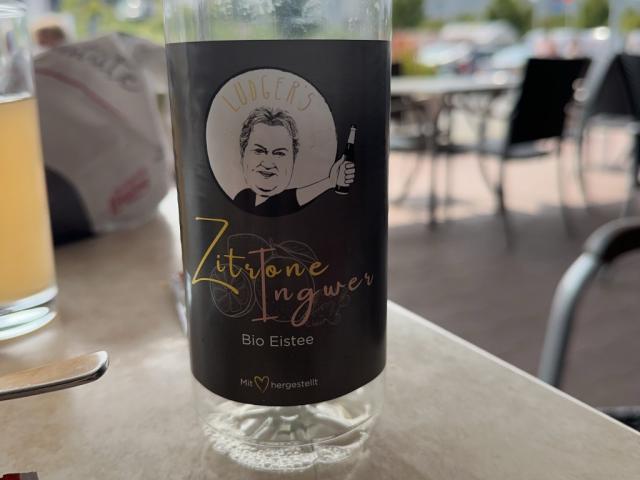 LUDGER'S
Zitrone
Ingwer
Bio Eistee
Mit hergestellt